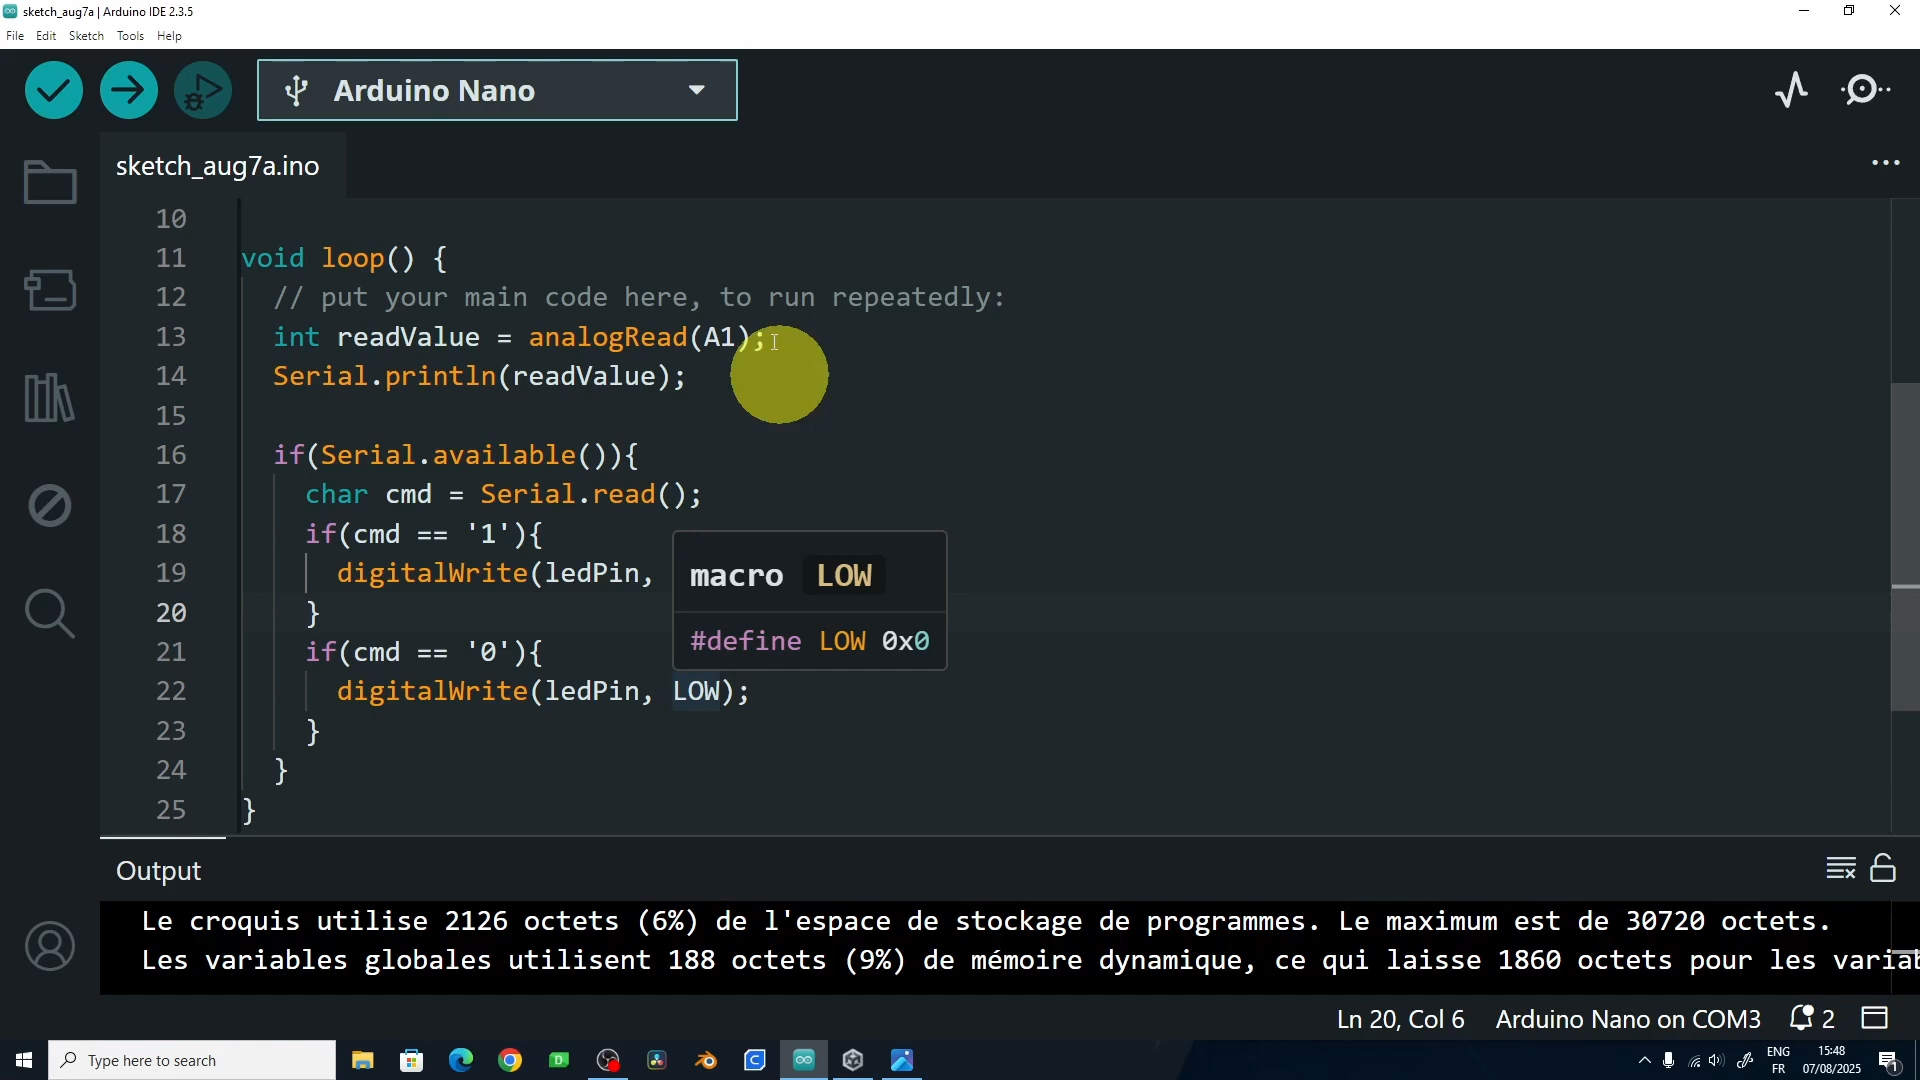 sketch_aug7a | Arduino IDE 2.3.5
File Edit Sketch Tools Help
Arduino Nano
sketch_aug7a.ino
10
11 void loop() {
12 // put your main code here, to run repeatedly:
13 int readValue = analogRead(A1);
14 Serial.println(readValue);
15
16 if(Serial.available()){
17 char cmd = Serial.read();
18 if(cmd == '1'){
19 digitalWrite(ledPin,
20 }
21 if(cmd == '0'){
22 digitalWrite(ledPin, LOW);
23 }
24 }
25 }
macro LOW
#define LOW 0x0
Output
Le croquis utilise 2126 octets (6%) de l'espace de stockage de programmes. Le maximum est de 30720 octets.
Les variables globales utilisent 188 octets (9%) de mémoire dynamique, ce qui laisse 1860 octets pour les variab
Ln 20, Col 6 Arduino Nano on COM3 2
Type here to search
ENG
FR
15:48
07/08/2025
1